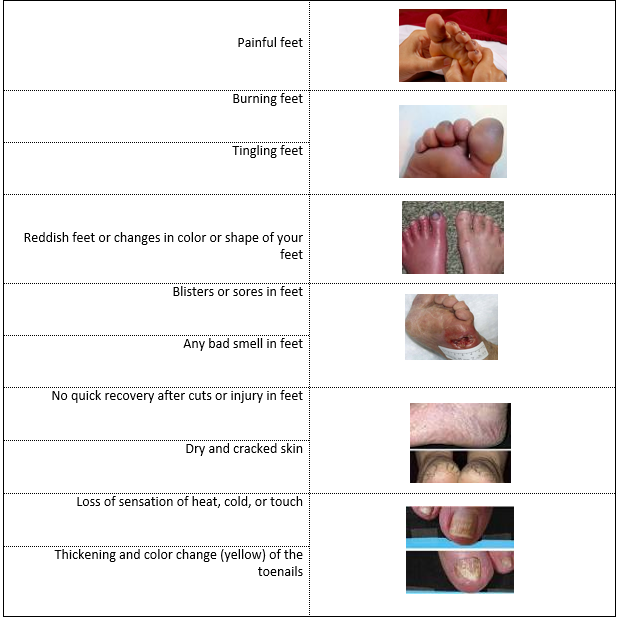 Painful feet
Burning feet
Tingling feet
Reddish feet or changes in color or shape of your
feet
Blisters or sores in feet
Any bad smell in feet
No quick recovery after cuts or injury in feet
Dry and cracked skin
Loss of sensation of heat, cold, or touch
Thickening and color change (yellow) of the
toenails